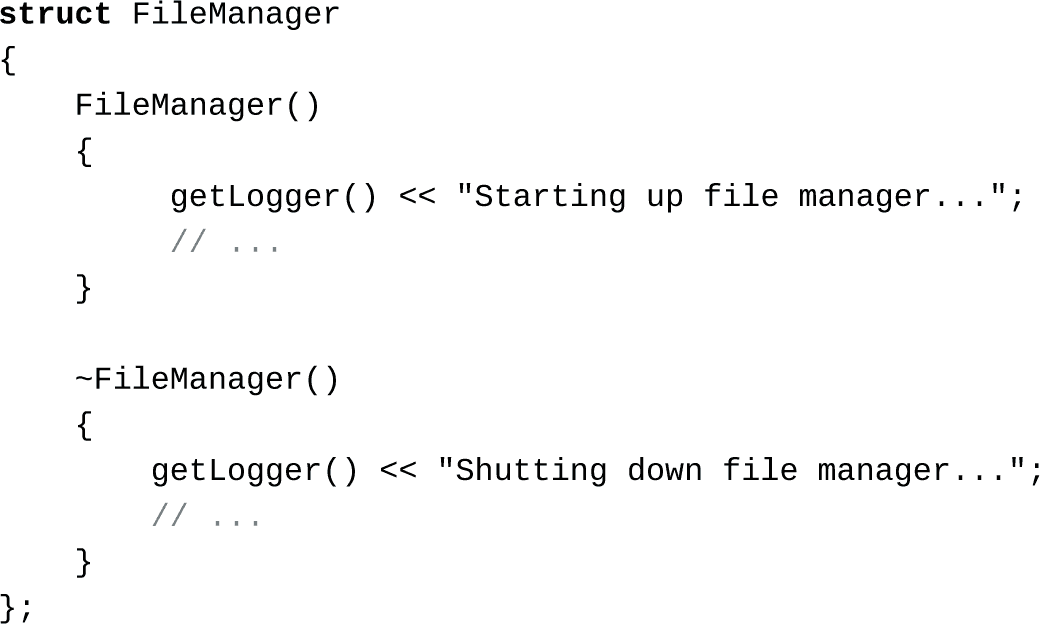 struct FileManager
{
    FileManager()
    {
         getLogger() << "Starting up file manager...";
         // ...
    }

    ~FileManager()
    {
        getLogger() << "Shutting down file manager...";
        // ...
    }
};